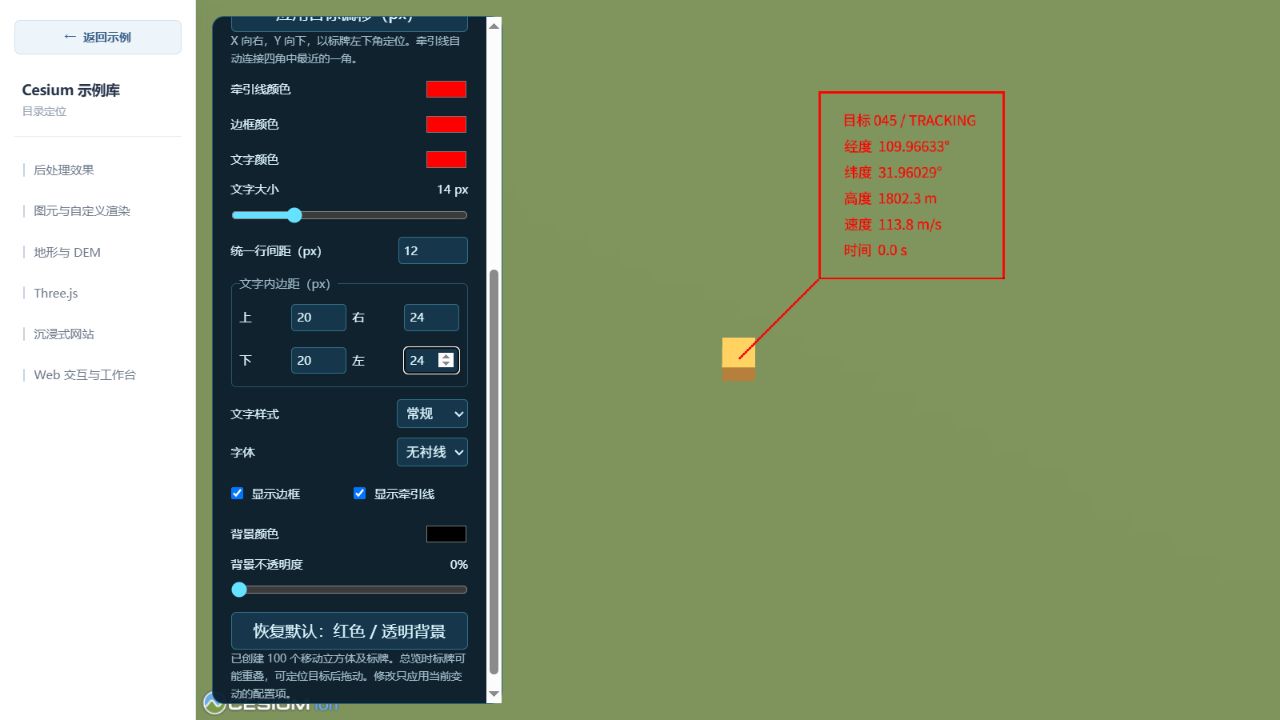 ← 返回示例
Cesium 示例库
目录定位
后处理效果
图元与自定义渲染
地形与 DEM
Three.js
沉浸式网站
Web 交互与工作台
应用目标偏移（px）
X 向右，Y 向下，以标牌左下角定位。牵引线自
动连接四角中最近的一角。
牵引线颜色
边框颜色
文字颜色
文字大小 14 px
统一行间距（px） 12
文字内边距（px）
上 20 右 24
下 20 左 24
文字样式 常规
字体 无衬线
显示边框 显示牵引线
背景颜色
背景不透明度 0%
恢复默认：红色 / 透明背景
已创建 100 个移动立方体及标牌。总览时标牌可
能重叠，可定位目标后拖动。修改只应用当前变
动的配置项。
CESIUM ion
目标 045 / TRACKING
经度 109.96633°
纬度 31.96029°
高度 1802.3 m
速度 113.8 m/s
时间 0.0 s